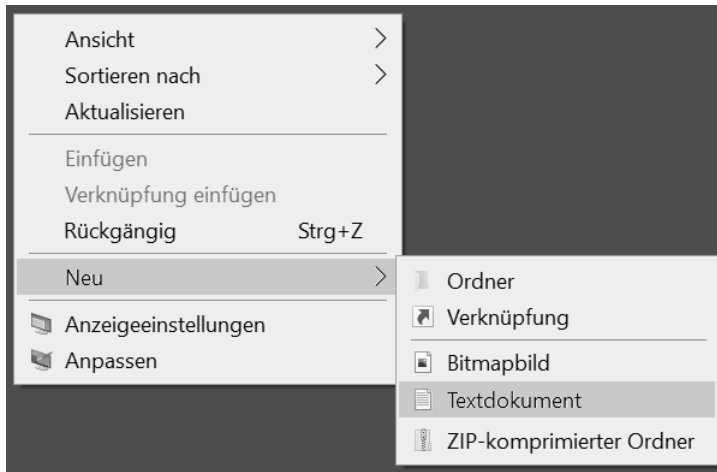 Ansicht
Sortieren nach
Aktualisieren
Einfügen
Verknüpfung einfügen
Rückgängig Strg+Z
Neu
Anzeigeeinstellungen
Anpassen
Ordner
Verknüpfung
Bitmapbild
Textdokument
ZIP-komprimierter Ordner